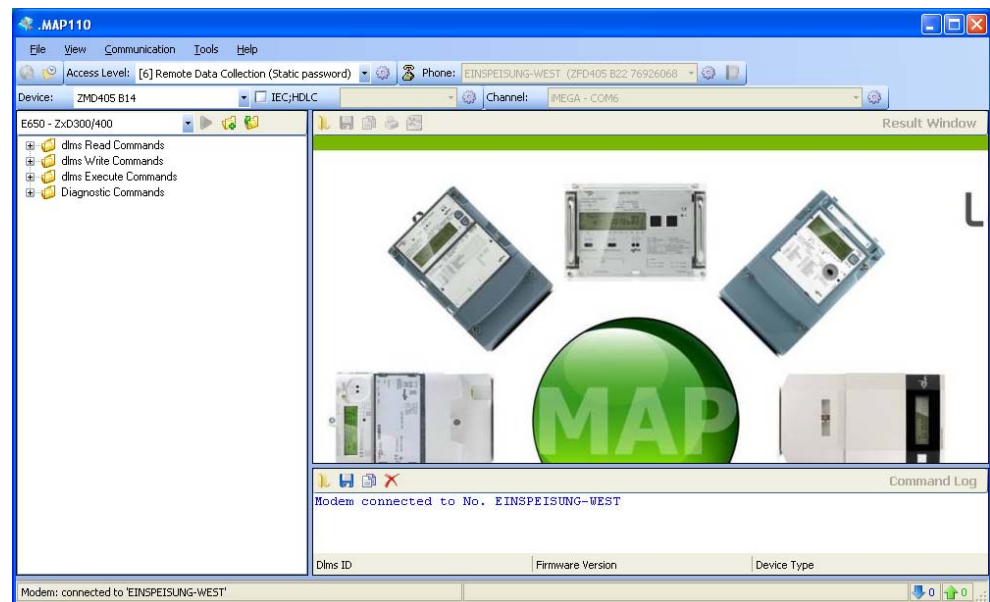 .MAP110
File View Communication Tools Help
Access Level: [6] Remote Data Collection (Static password) Phone: EINSPEISUNG-WEST (ZFD405 B22 76926068
Device: ZMD405 B14 IEC;HDLC Channel: iMEGA - COM6
E650 - ZxD300/400
Result Window
dlms Read Commands
dlms Write Commands
dlms Execute Commands
Diagnostic Commands
L
MAP
Command Log
Modem connected to No. EINSPEISUNG-WEST
Dlms ID Firmware Version Device Type
Modem: connected to 'EINSPEISUNG-WEST' 0 0